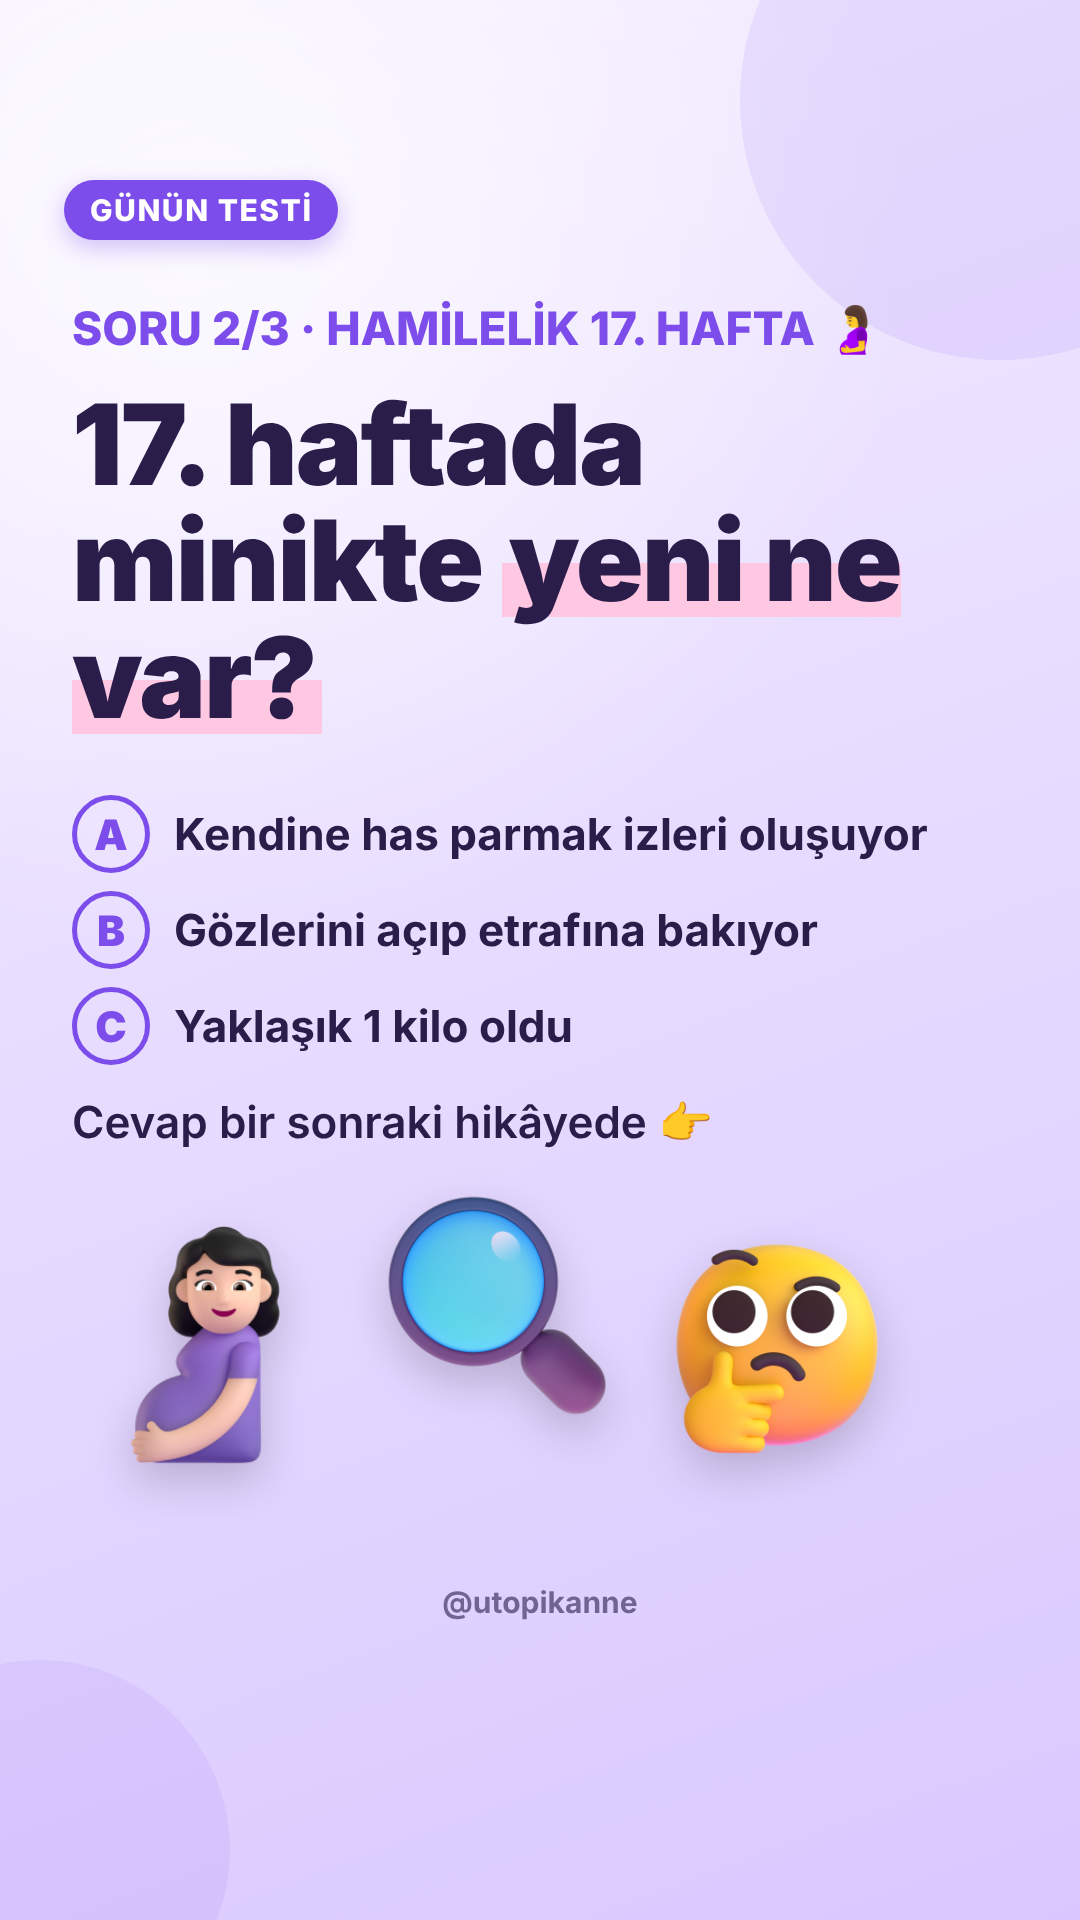 GÜNÜN TESTİ
SORU 2/3 · HAMİLELİK 17. HAFTA 🤰
17. haftada
minikte yeni ne
var?
A Kendine has parmak izleri oluşuyor
B Gözlerini açıp etrafına bakıyor
C Yaklaşık 1 kilo oldu
Cevap bir sonraki hikâyede 👉
@utopikanne